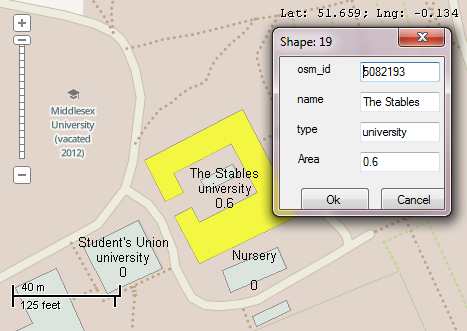 Lat: 51.659; Lng: -0.134
Shape: 19
osm_id
5082193
name
The Stables
type
university
Area
0.6
Ok
Cancel
Middlesex
University
(vacated
2012)
The Stables
university
0.6
Student's Union
university
0
Nursery
0
40 m
125 feet